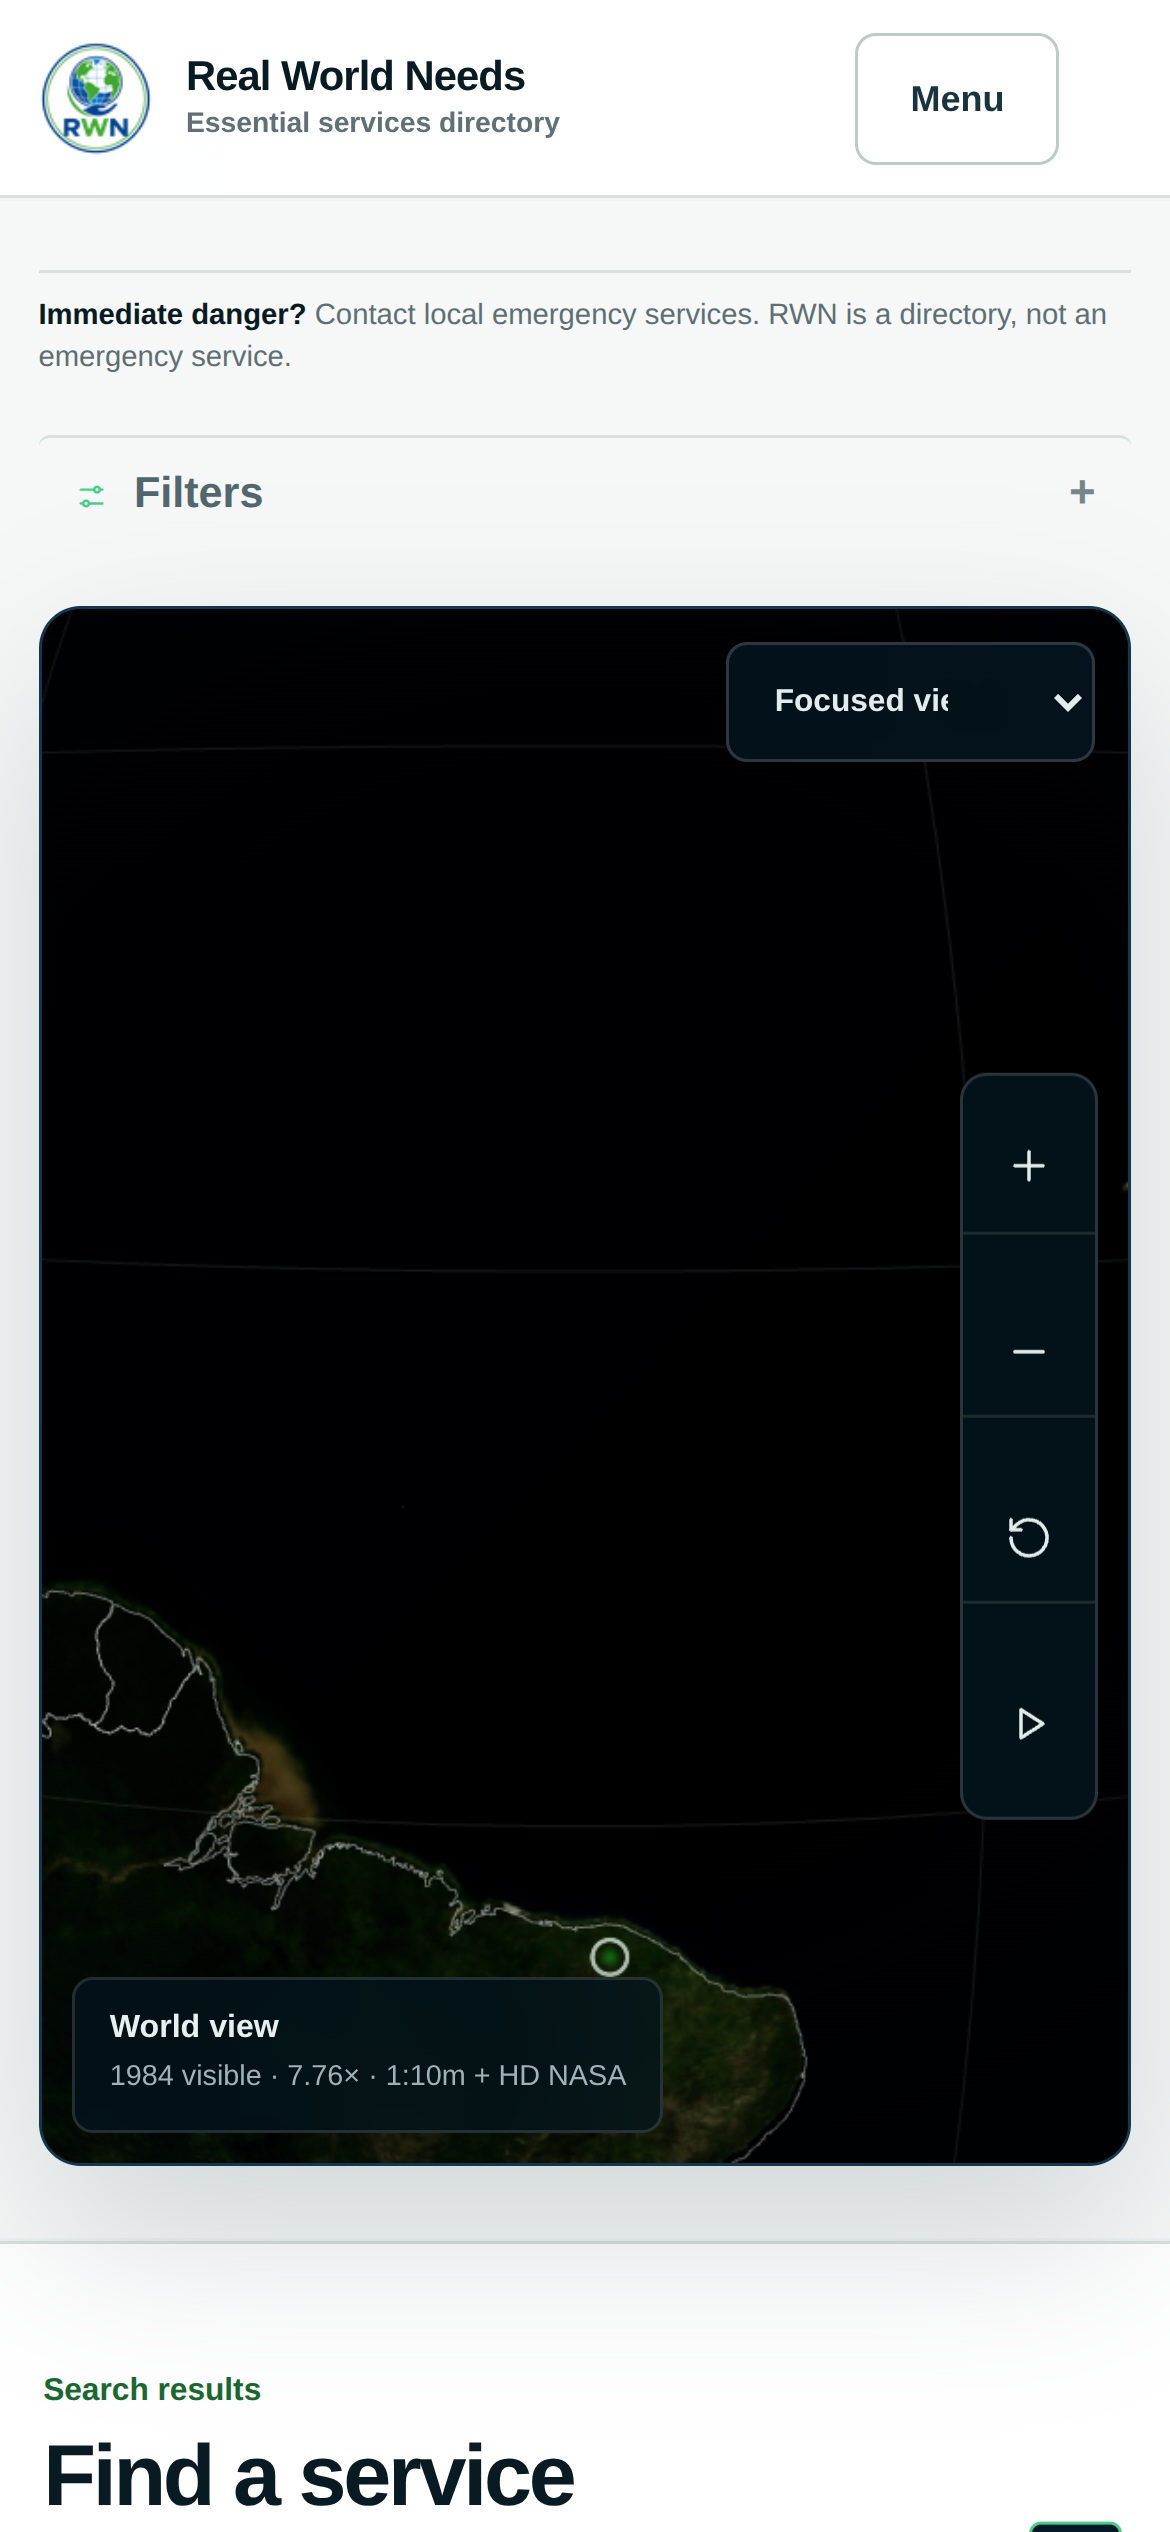 RWN
Real World Needs
Essential services directory
Menu
Immediate danger? Contact local emergency services. RWN is a directory, not an
emergency service.
Filters
+
Focused vie
World view
1984 visible · 7.76× · 1:10m + HD NASA
Search results
Find a service